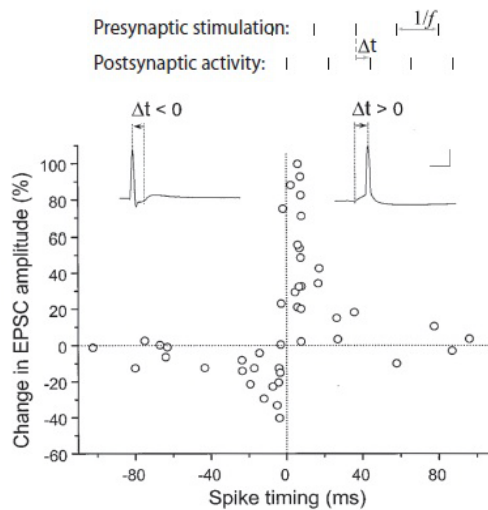 Presynaptic stimulation: 1/f
Δt
Postsynaptic activity:
Δt < 0 Δt > 0
100
80
60
40
20
0
-20
-40
-60
Change in EPSC amplitude (%)
-80 -40 0 40 80
Spike timing (ms)